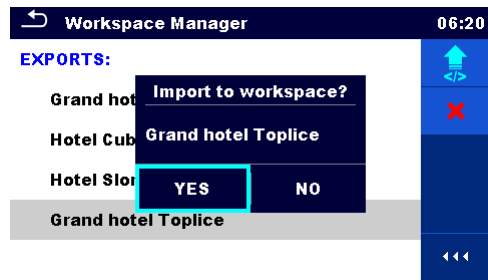 Workspace Manager 06:20
EXPORTS:
Grand hot
Import to workspace?
Hotel Cub
Grand hotel Toplice
Hotel Slo
YES NO
Grand hotel Toplice